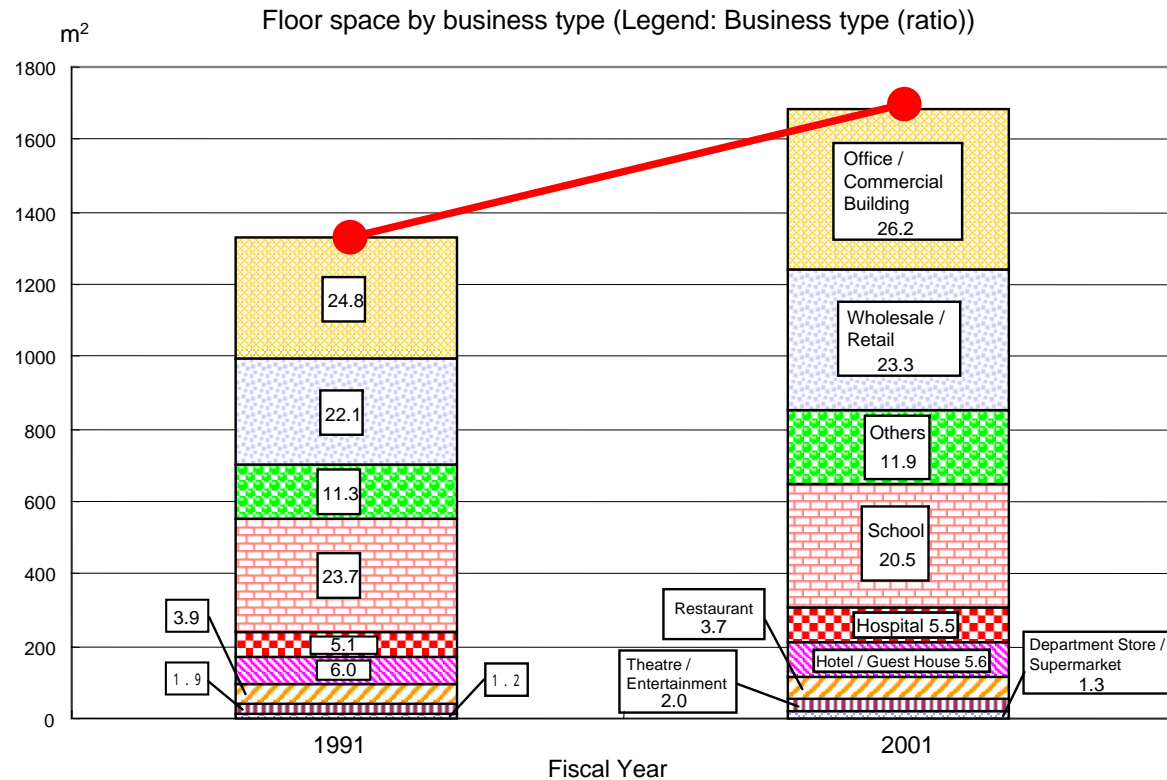 Floor space by business type (Legend: Business type (ratio))
m²
1800
1600
1400
1200
1000
800
600
400
200
0
24.8
22.1
11.3
23.7
3.9
5.1
6.0
1.9
1.2
Office /
Commercial
Building
26.2
Wholesale /
Retail
23.3
Others
11.9
School
20.5
Restaurant
3.7
Hospital 5.5
Hotel / Guest House 5.6
Theatre /
Entertainment
2.0
Department Store /
Supermarket
1.3
1991
2001
Fiscal Year